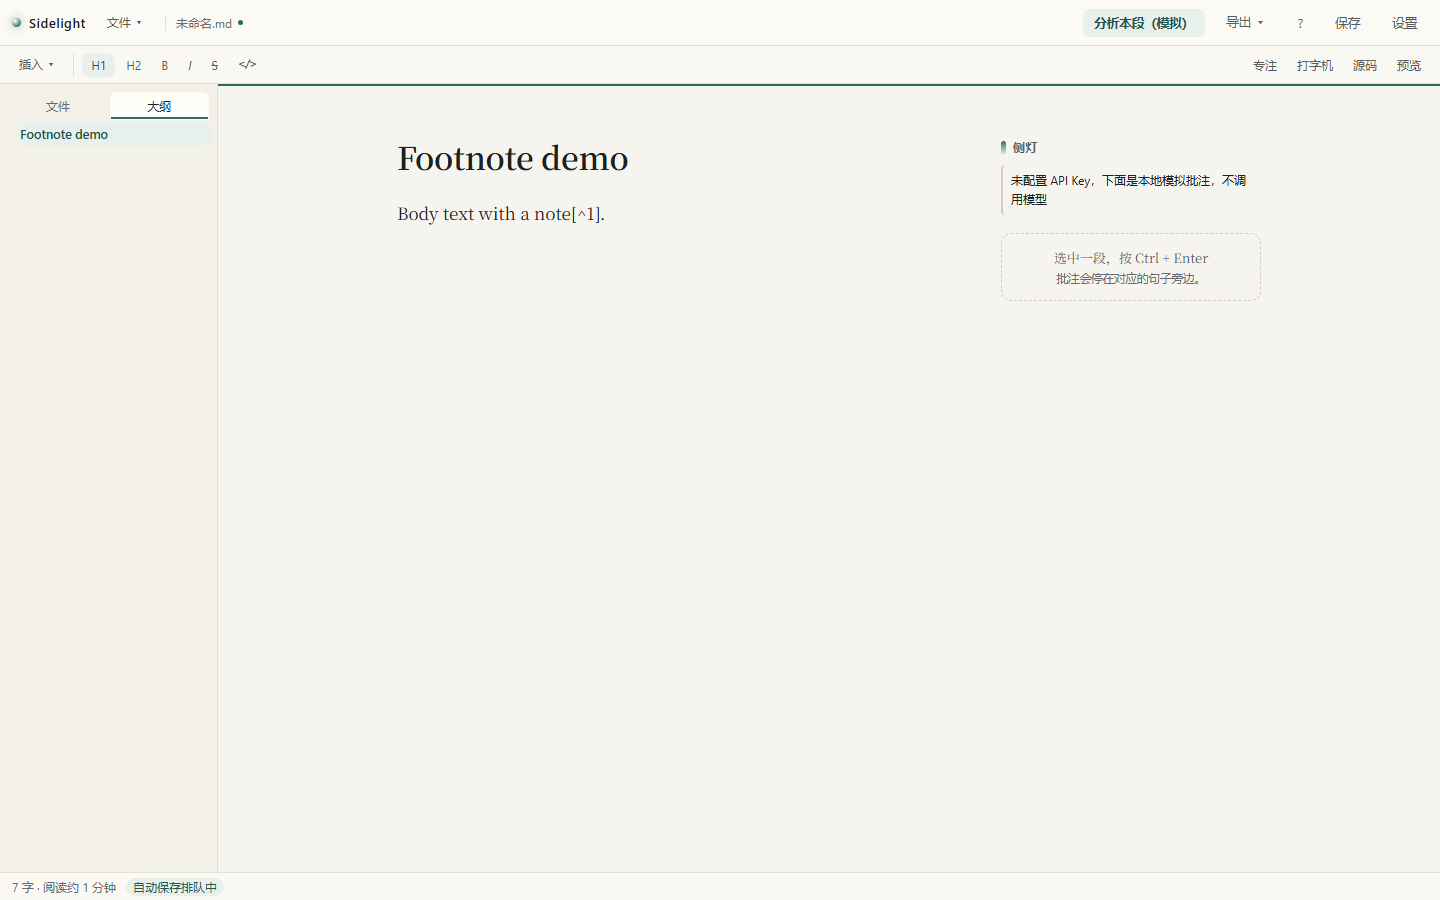 Sidelight 文件 ▾ 未命名.md ● 分析本段（模拟） 导出 ▾ ? 保存 设置
插入 ▾ H1 H2 B I S </> 专注 打字机 源码 预览
文件 大纲
Footnote demo
Footnote demo
Body text with a note[^1].
侧灯
未配置 API Key，下面是本地模拟批注，不调
用模型
选中一段，按 Ctrl + Enter
批注会停在对应的句子旁边。
7 字 · 阅读约 1 分钟 自动保存排队中